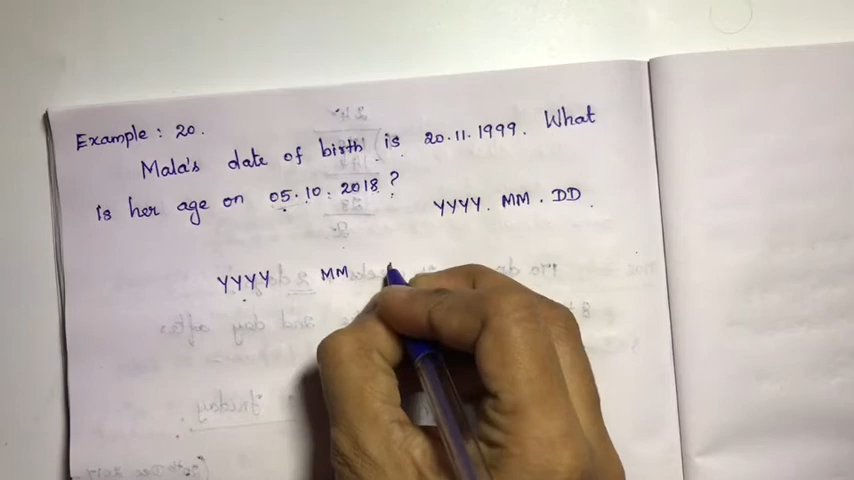 Example : 20.
Mala's date of birth is 20.11.1999. What
is her age on 05.10.2018?
YYYY. MM. DD.
YYYY MM